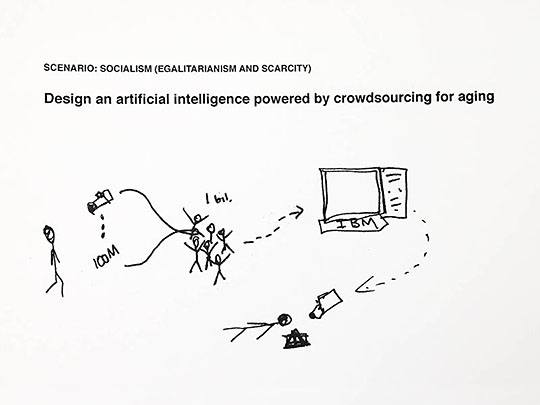 SCENARIO: SOCIALISM (EGALITARIANISM AND SCARCITY)
Design an artificial intelligence powered by crowdsourcing for aging
1 bil.
100M
IBM